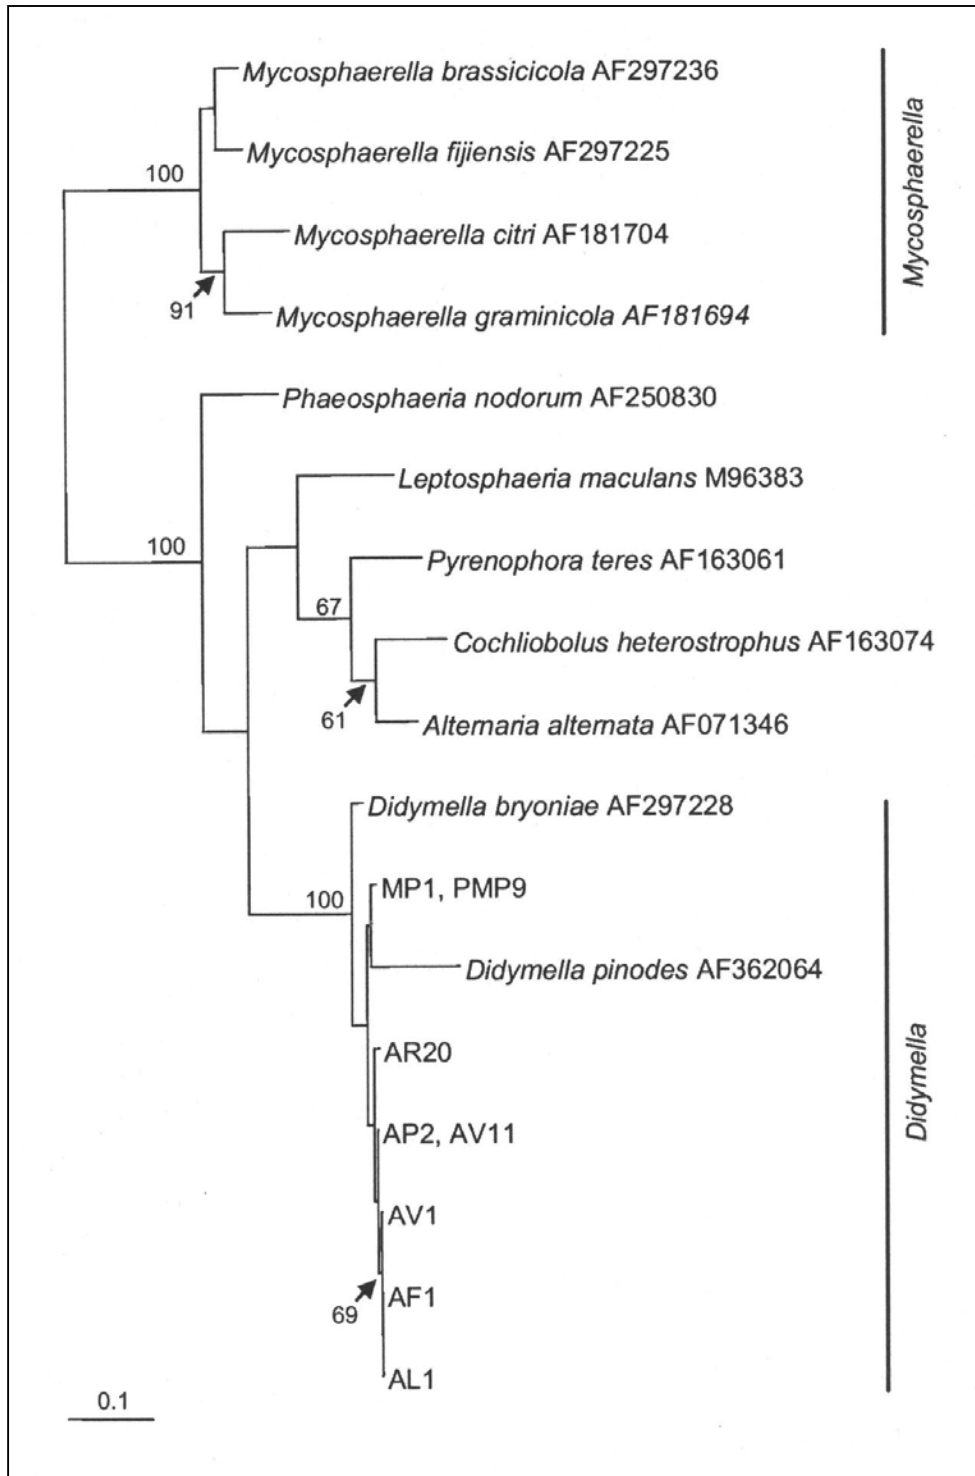 Mycosphaerella brassicicola AF297236
Mycosphaerella fijiensis AF297225
100
Mycosphaerella citri AF181704
91
Mycosphaerella graminicola AF181694
Mycosphaerella
Phaeosphaeria nodorum AF250830
Leptosphaeria maculans M96383
100
Pyrenophora teres AF163061
67
Cochliobolus heterostrophus AF163074
61
Alternaria alternata AF071346
Didymella bryoniae AF297228
100
MP1, PMP9
Didymella pinodes AF362064
AR20
AP2, AV11
AV1
69
AF1
AL1
Didymella
0.1